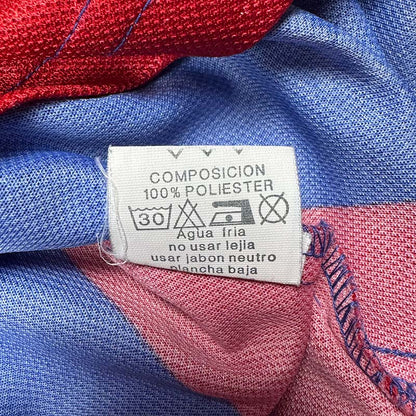 COMPOSICION
100% POLIESTER
30
Agua fria
no usar lejia
usar jabon neutro
Plancha baja